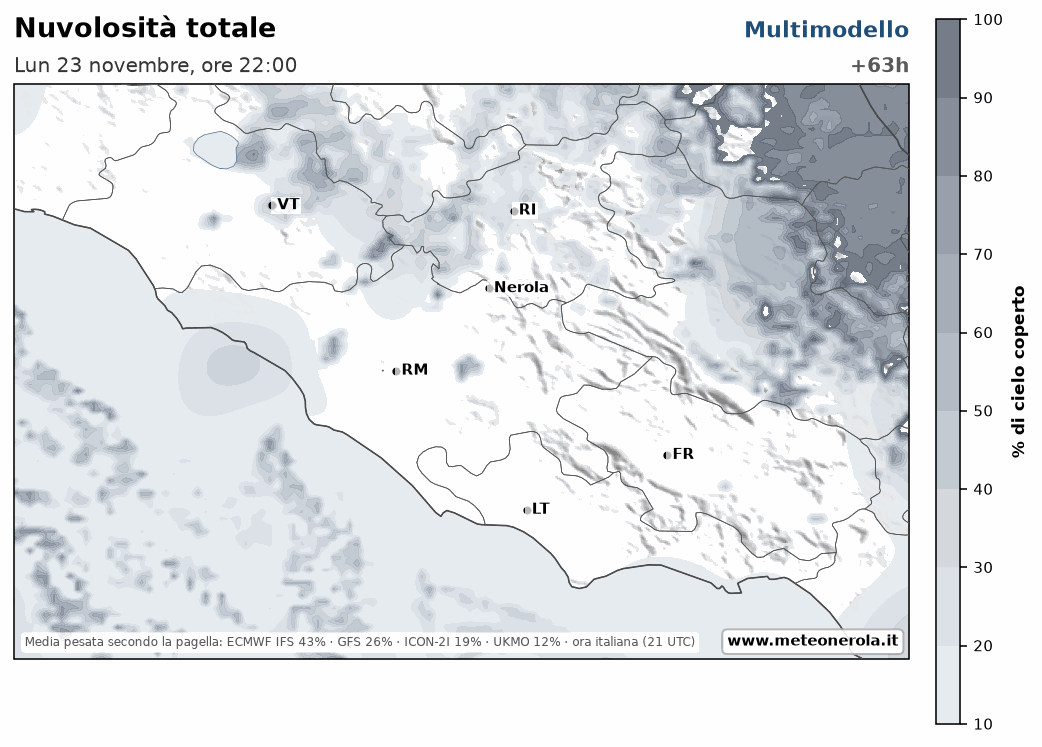 Nuvolosità totale
Multimodello
Lun 23 novembre, ore 22:00
+63h
100
90
80
70
60
50
40
30
20
10
% di cielo coperto
VT
RI
Nerola
RM
FR
LT
Media pesata secondo la pagella: ECMWF IFS 43% · GFS 26% · ICON-2I 19% · UKMO 12% · ora italiana (21 UTC)
www.meteonerola.it